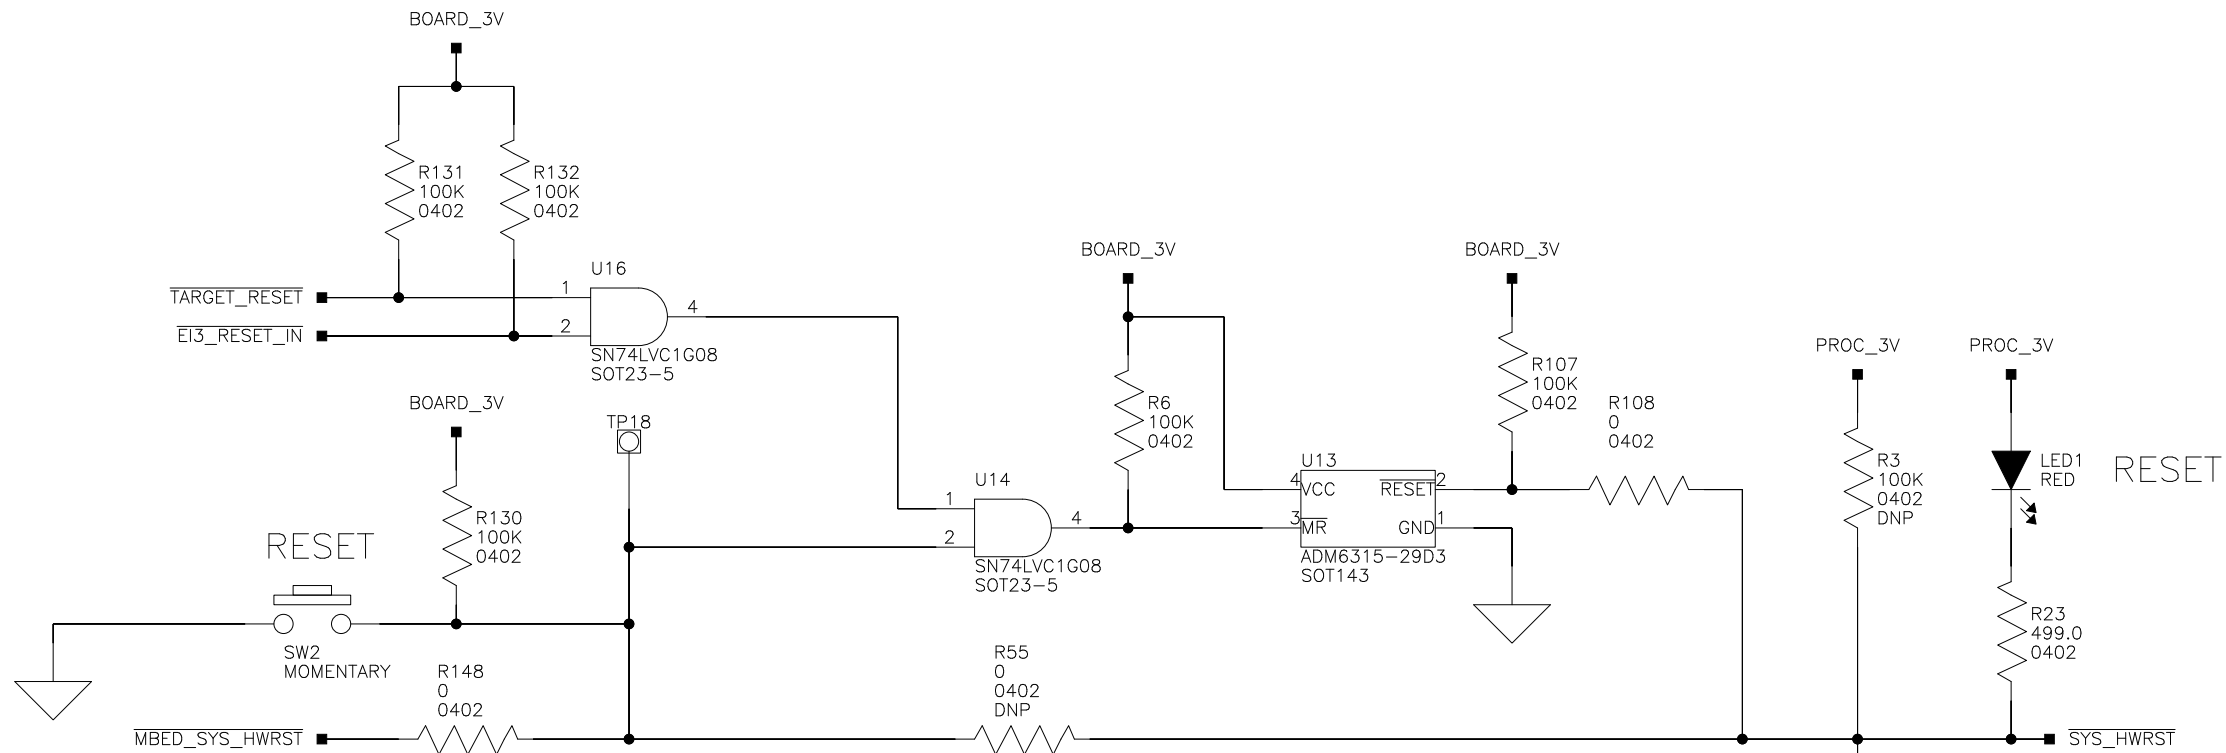 BOARD_3V
R131
100K
0402
R132
100K
0402
TARGET_RESET
EI3_RESET_IN
1
2
U16
4
SN74LVC1G08
SOT23-5
BOARD_3V
R130
100K
0402
TP18
RESET
SW2
MOMENTARY
R148
0
0402
MBED_SYS_HWRST
U14
1
2
4
SN74LVC1G08
SOT23-5
R55
0
0402
DNP
BOARD_3V
R6
100K
0402
U13
4
VCC
RESET
2
3
MR
GND
1
ADM6315-29D3
SOT143
BOARD_3V
R107
100K
0402
R108
0
0402
PROC_3V
R3
100K
0402
DNP
PROC_3V
LED1
RED
RESET
R23
499.0
0402
SYS_HWRST